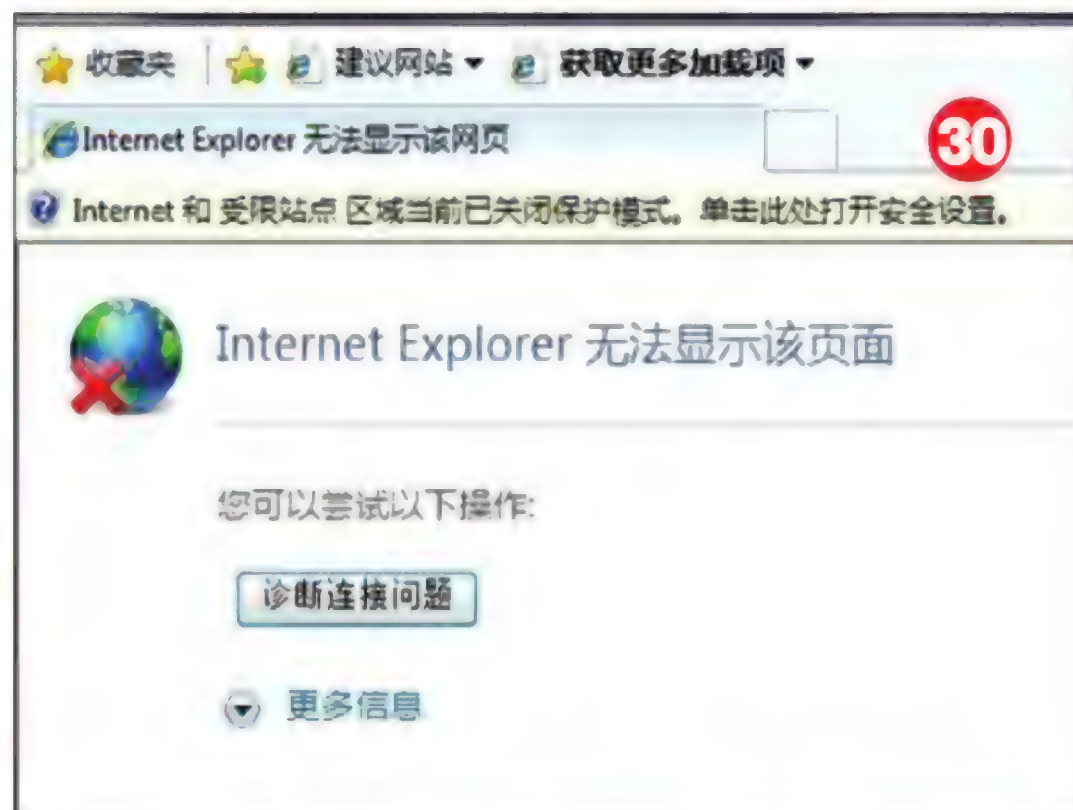 收藏夹 建议网站 获取更多加载项
Internet Explorer 无法显示该网页
30
Internet 和 受限站点 区域当前已关闭保护模式。单击此处打开安全设置。
Internet Explorer 无法显示该页面
您可以尝试以下操作:
诊断连接问题
更多信息